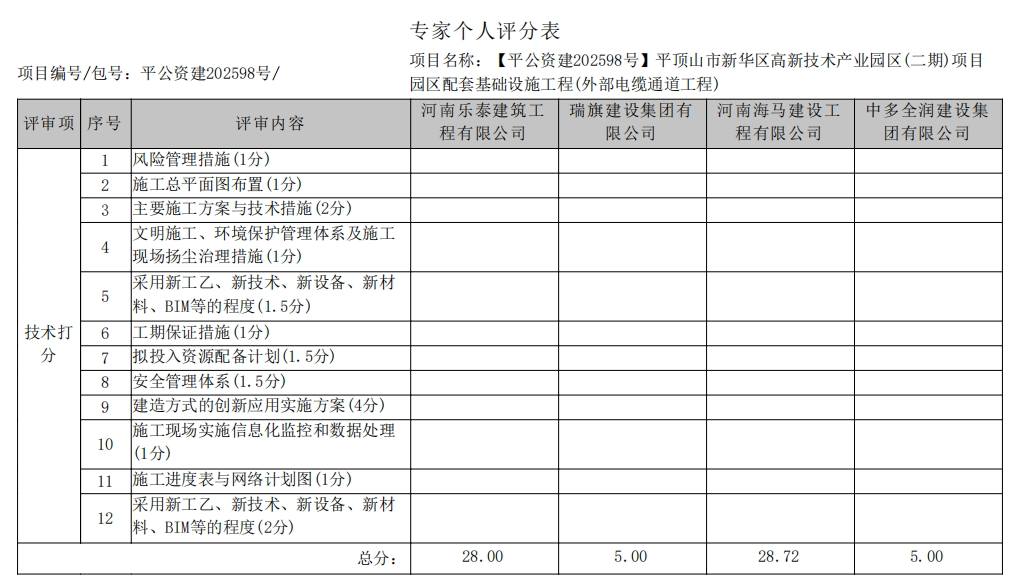 专家个人评分表
项目编号/包号：平公资建202598号/
项目名称：【平公资建202598号】平顶山市新华区高新技术产业园区(二期)项目
园区配套基础设施工程(外部电缆通道工程)
评审项 序号 评审内容 河南乐泰建筑工 瑞旗建设集团有 河南海马建设工 中多全润建设集
程有限公司 限公司 程有限公司 团有限公司
1 风险管理措施(1分)
2 施工总平面图布置(1分)
3 主要施工方案与技术措施(2分)
4 文明施工、环境保护管理体系及施工
现场扬尘治理措施(1分)
5 采用新工乙、新技术、新设备、新材
料、BIM等的程度(1.5分)
技术打
分
6 工期保证措施(1分)
7 拟投入资源配备计划(1.5分)
8 安全管理体系(1.5分)
9 建造方式的创新应用实施方案(4分)
10 施工现场实施信息化监控和数据处理
(1分)
11 施工进度表与网络计划图(1分)
12 采用新工乙、新技术、新设备、新材
料、BIM等的程度(2分)
总分： 28.00 5.00 28.72 5.00